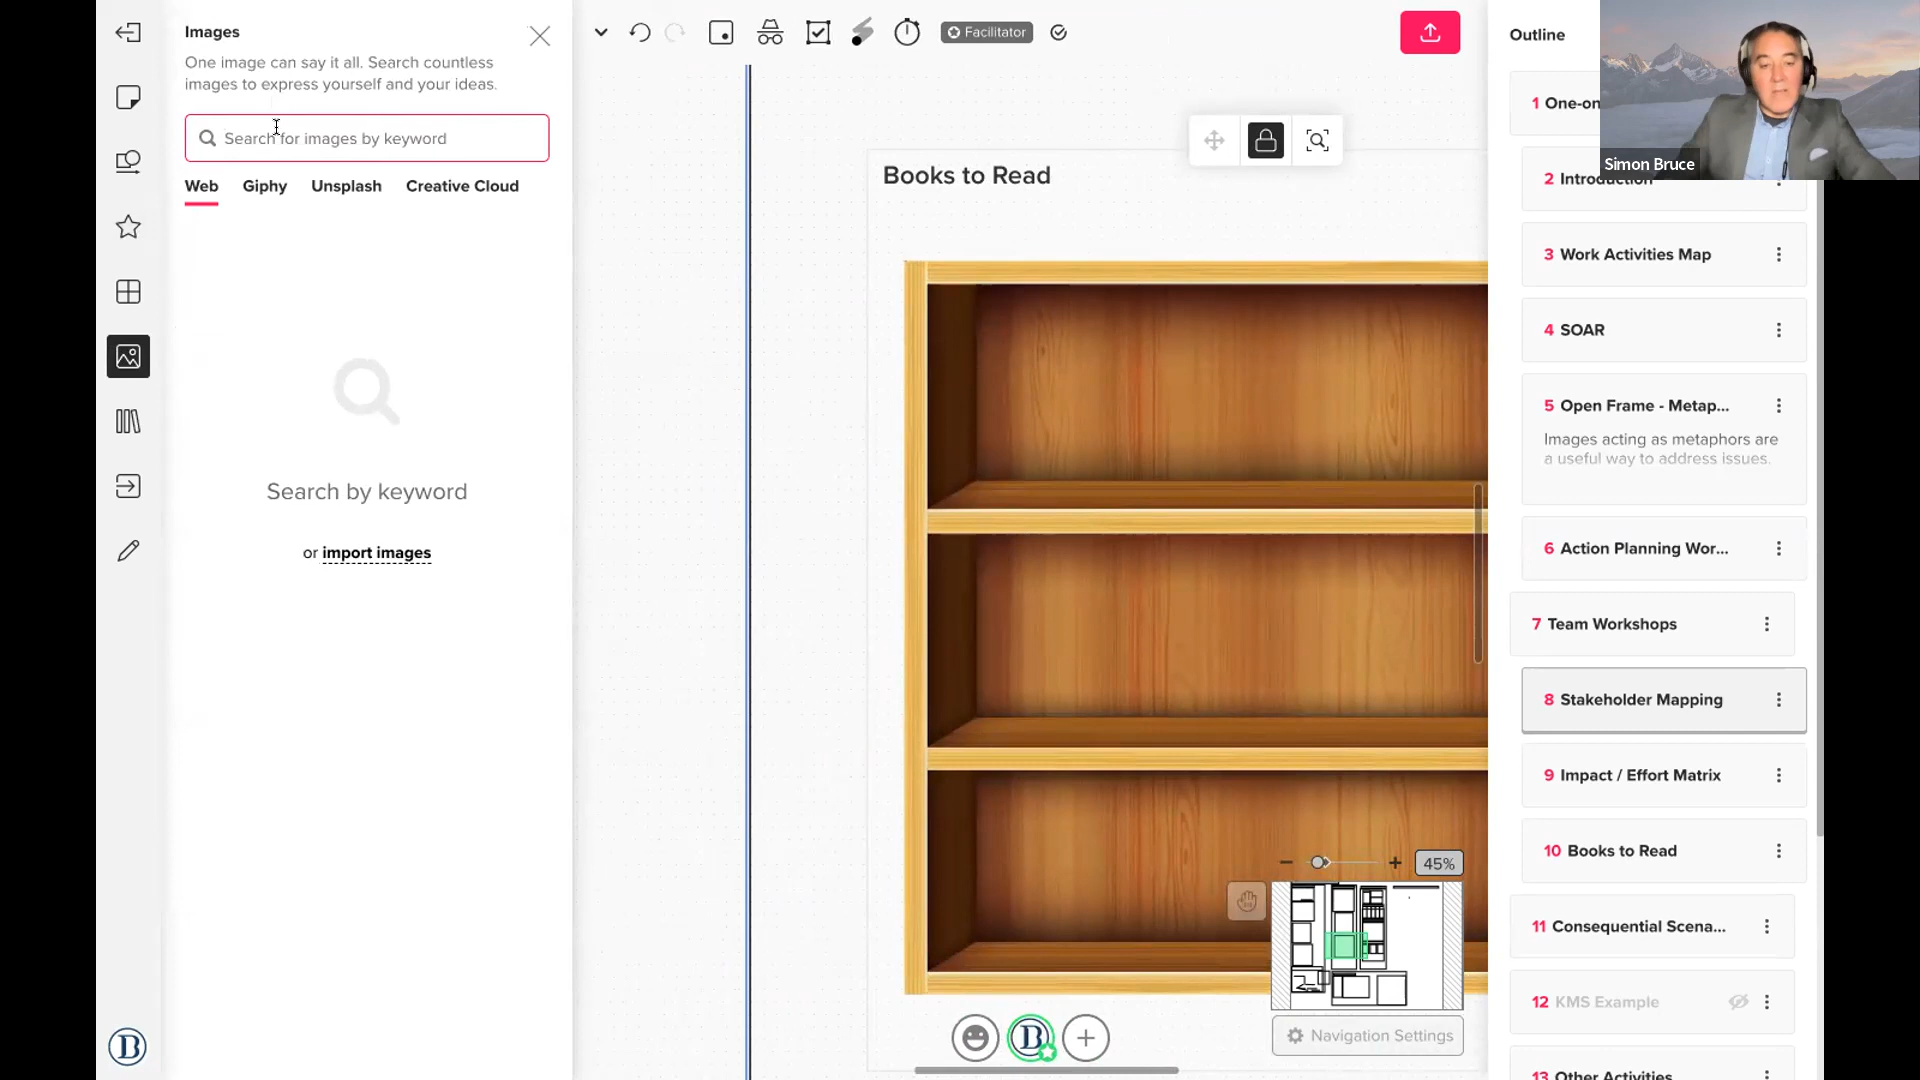 Images
One image can say it all. Search countless
images to express yourself and your ideas.
Search for images by keyword
Web
Giphy
Unsplash
Creative Cloud
Search by keyword
or import images
B
Facilitator
Books to Read
45%
Navigation Settings
B
Outline
Simon Bruce
1 One-on
2 Introduction
3 Work Activities Map
4 SOAR
5 Open Frame - Metap...
Images acting as metaphors are
a useful way to address issues.
6 Action Planning Wor...
7 Team Workshops
8 Stakeholder Mapping
9 Impact / Effort Matrix
10 Books to Read
11 Consequential Scena...
12 KMS Example
13 Other Activities